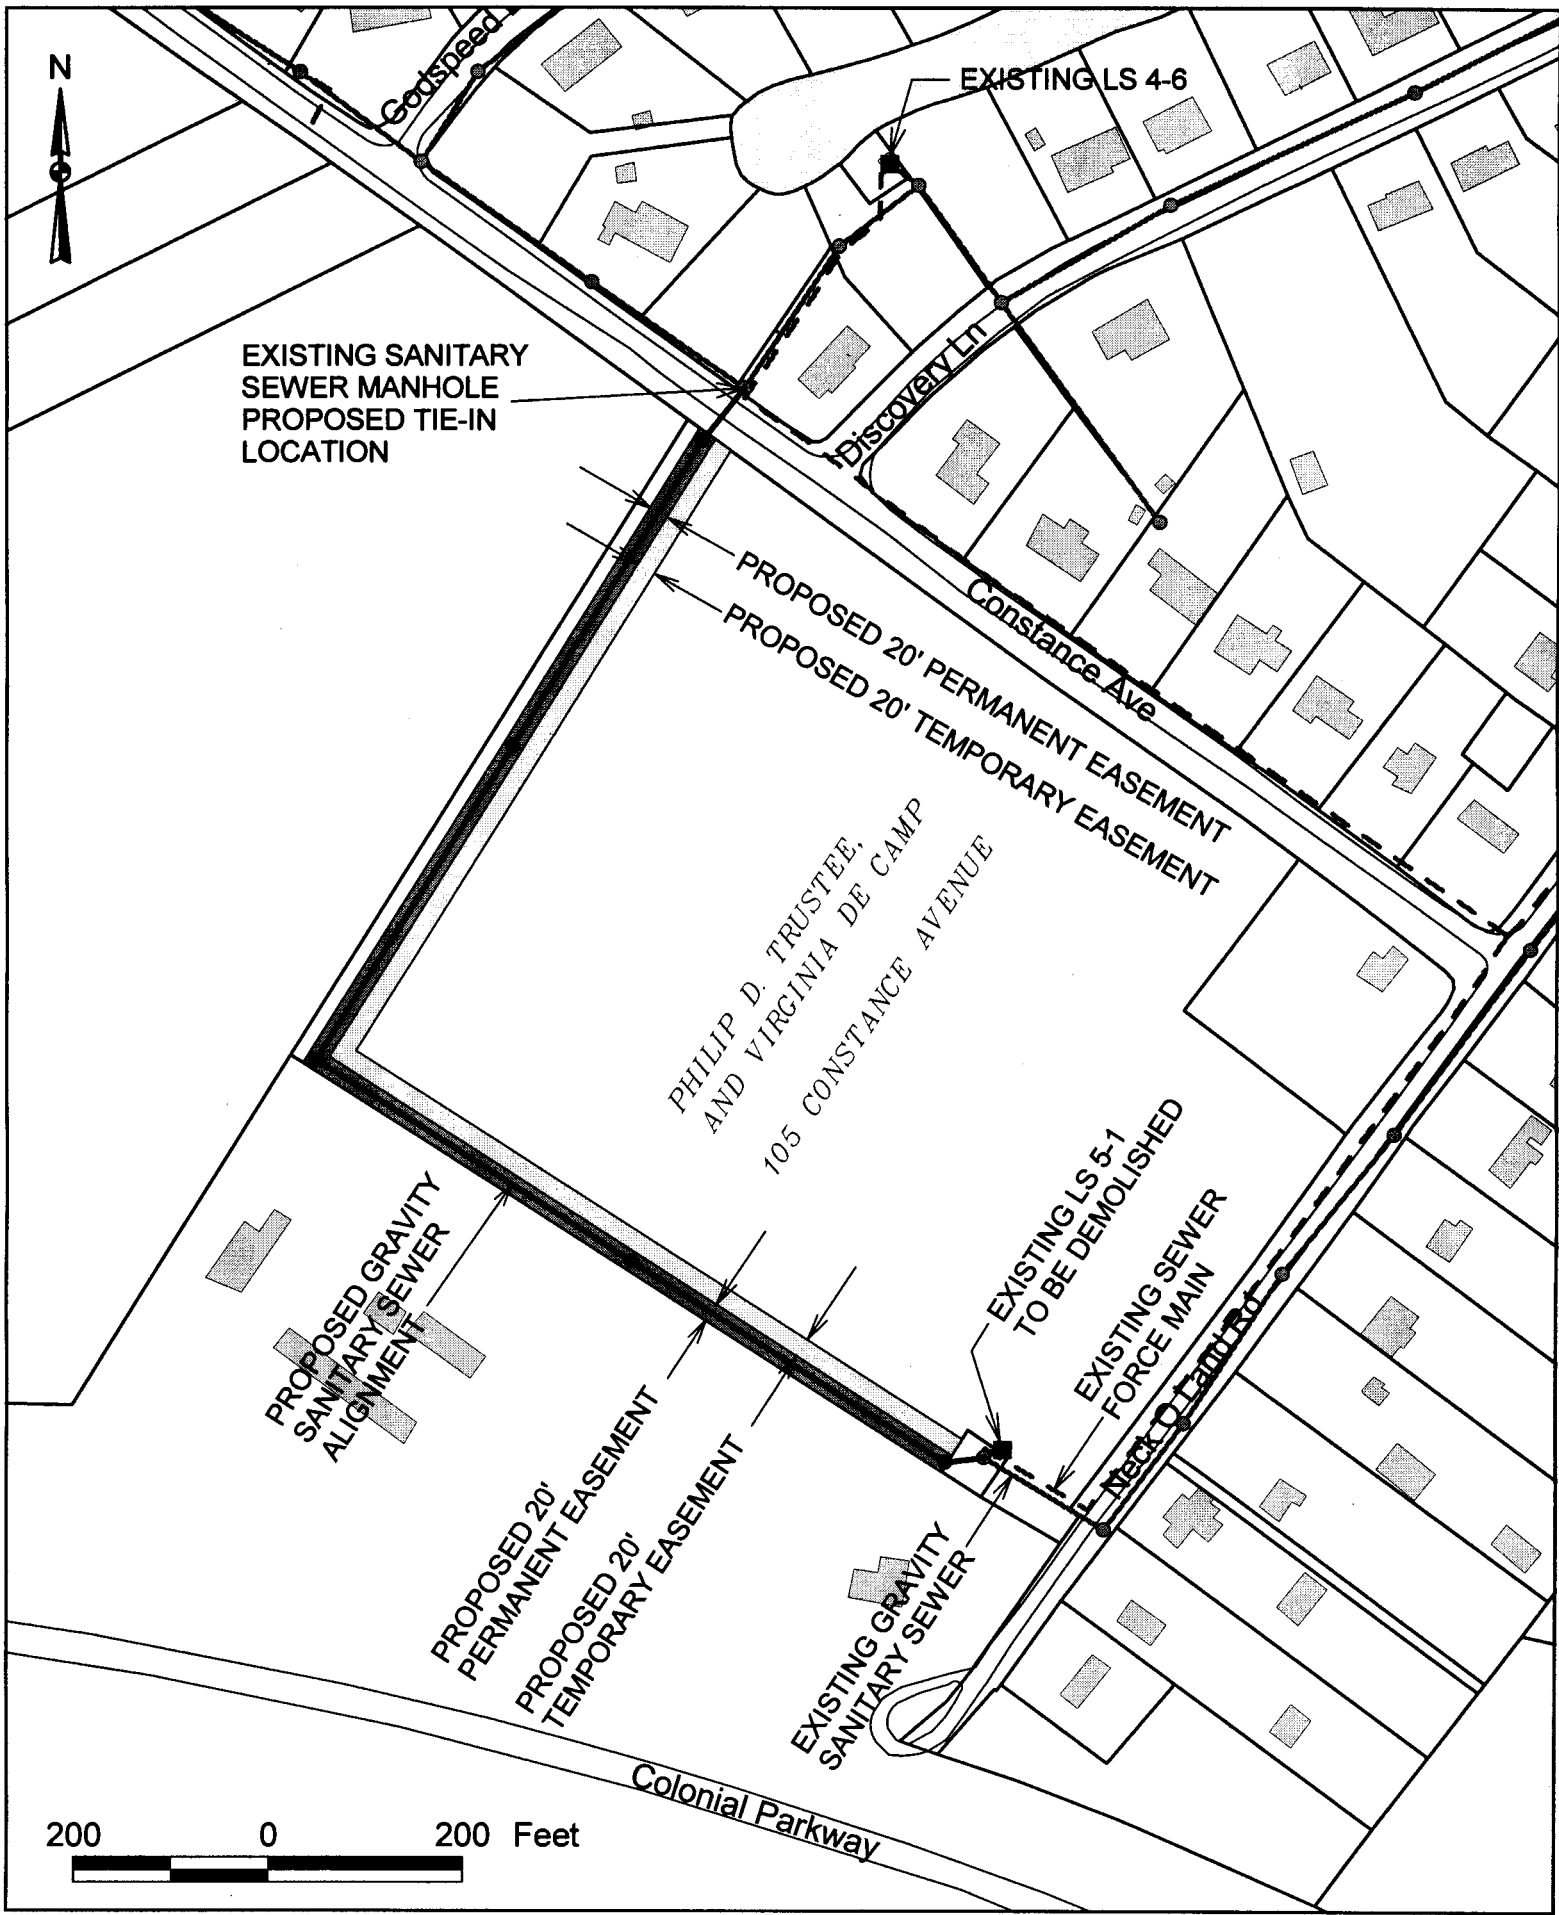 N
Godspeed
EXISTING LS 4-6
EXISTING SANITARY
SEWER MANHOLE
PROPOSED TIE-IN
LOCATION
Discovery Ln
Constance Ave
PROPOSED 20' PERMANENT EASEMENT
PROPOSED 20' TEMPORARY EASEMENT
PHILIP D. TRUSTEE,
AND VIRGINIA DE CAMP
105 CONSTANCE AVENUE
EXISTING LS 5-1
TO BE DEMOLISHED
EXISTING SEWER
FORCE MAIN
Neck O Land Rd
PROPOSED GRAVITY
SANITARY SEWER
ALIGNMENT
PROPOSED 20'
PERMANENT EASEMENT
PROPOSED 20'
TEMPORARY EASEMENT
EXISTING GRAVITY
SANITARY SEWER
Colonial Parkway
200 0 200 Feet